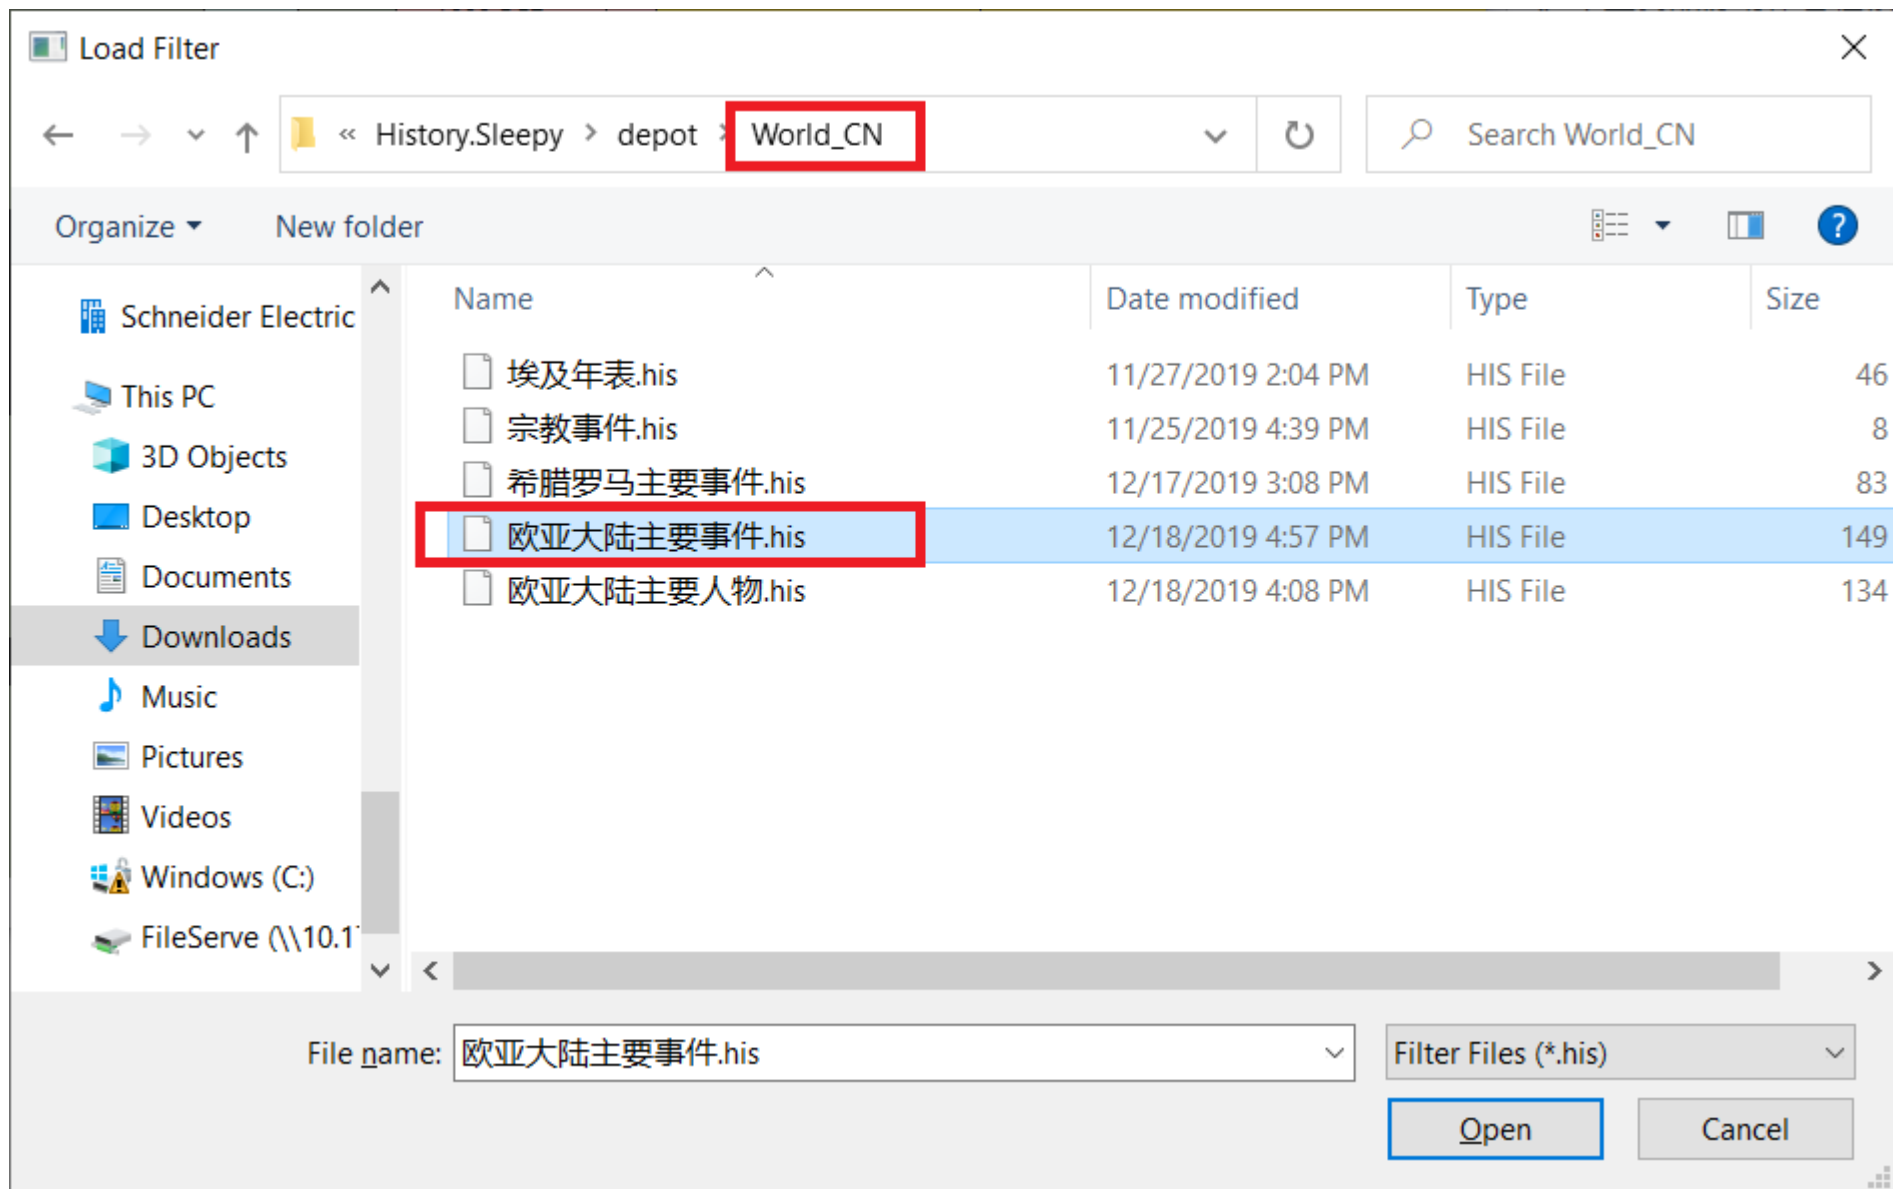 Load Filter
« History.Sleepy > depot > World_CN
Search World_CN
Organize New folder
Name Date modified Type Size
Schneider Electric
This PC
3D Objects
Desktop
Documents
Downloads
Music
Pictures
Videos
Windows (C:)
FileServe (\\10.1
埃及年表.his 11/27/2019 2:04 PM HIS File 46
宗教事件.his 11/25/2019 4:39 PM HIS File 8
希腊罗马主要事件.his 12/17/2019 3:08 PM HIS File 83
欧亚大陆主要事件.his 12/18/2019 4:57 PM HIS File 149
欧亚大陆主要人物.his 12/18/2019 4:08 PM HIS File 134
File name: 欧亚大陆主要事件.his Filter Files (*.his)
Open Cancel